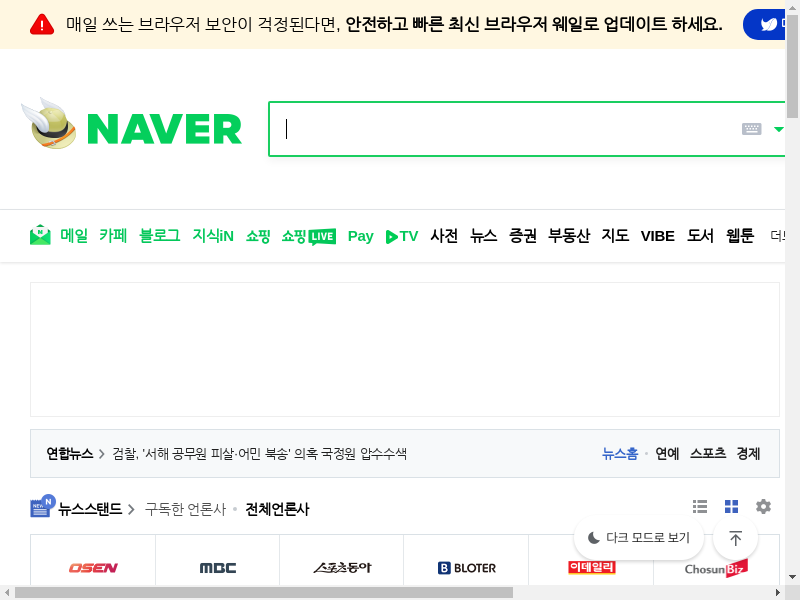 매일 쓰는 브라우저 보안이 걱정된다면, 안전하고 빠른 최신 브라우저 웨일로 업데이트 하세요.
NAVER
메일 카페 블로그 지식iN 쇼핑 쇼핑LIVE Pay TV 사전 뉴스 증권 부동산 지도 VIBE 도서 웹툰
연합뉴스 검찰, '서해 공무원 피살·어민 북송' 의혹 국정원 압수수색 뉴스홈 연예 스포츠 경제
뉴스스탠드 구독한 언론사 전체언론사
다크 모드로 보기
OSEN MBC 스포츠동아 BLOTER 이데일리 ChosunBiz